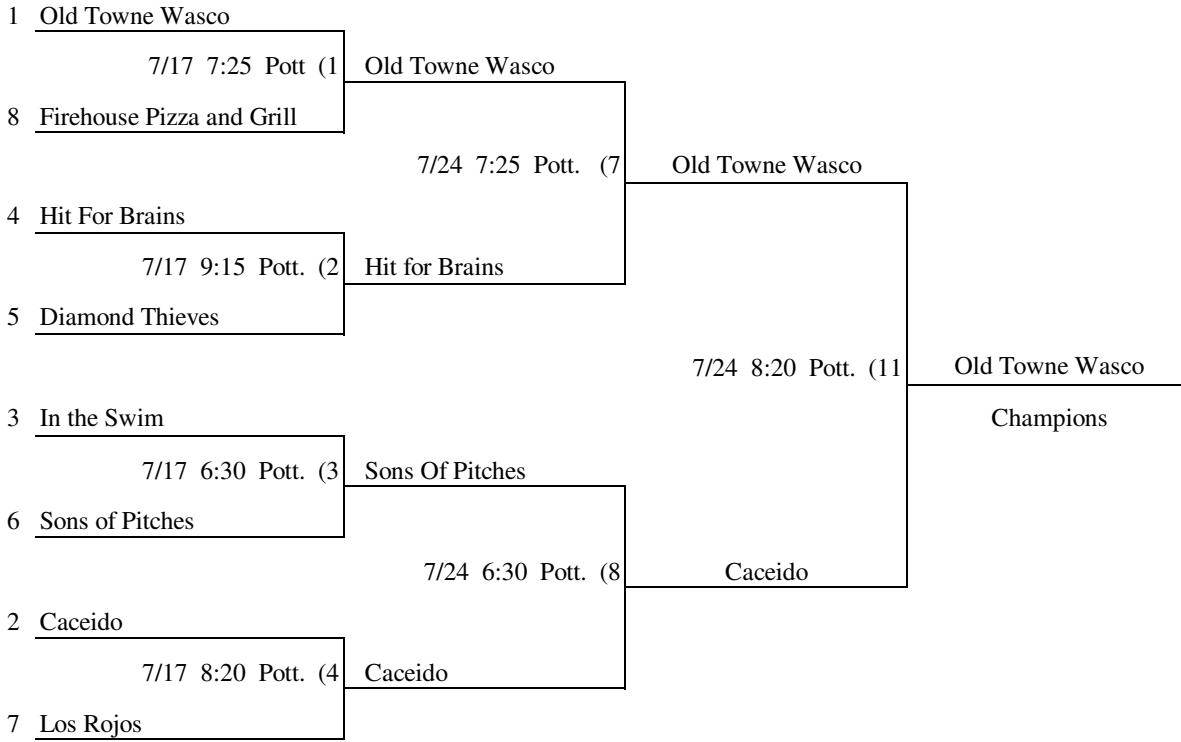 1 Old Towne Wasco
7/17 7:25 Pott (1 Old Towne Wasco
8 Firehouse Pizza and Grill
7/24 7:25 Pott. (7 Old Towne Wasco
4 Hit For Brains
7/17 9:15 Pott. (2 Hit for Brains
5 Diamond Thieves
7/24 8:20 Pott. (11 Old Towne Wasco
3 In the Swim Champions
7/17 6:30 Pott. (3 Sons Of Pitches
6 Sons of Pitches
7/24 6:30 Pott. (8 Caceido
2 Caceido
7/17 8:20 Pott. (4 Caceido
7 Los Rojos